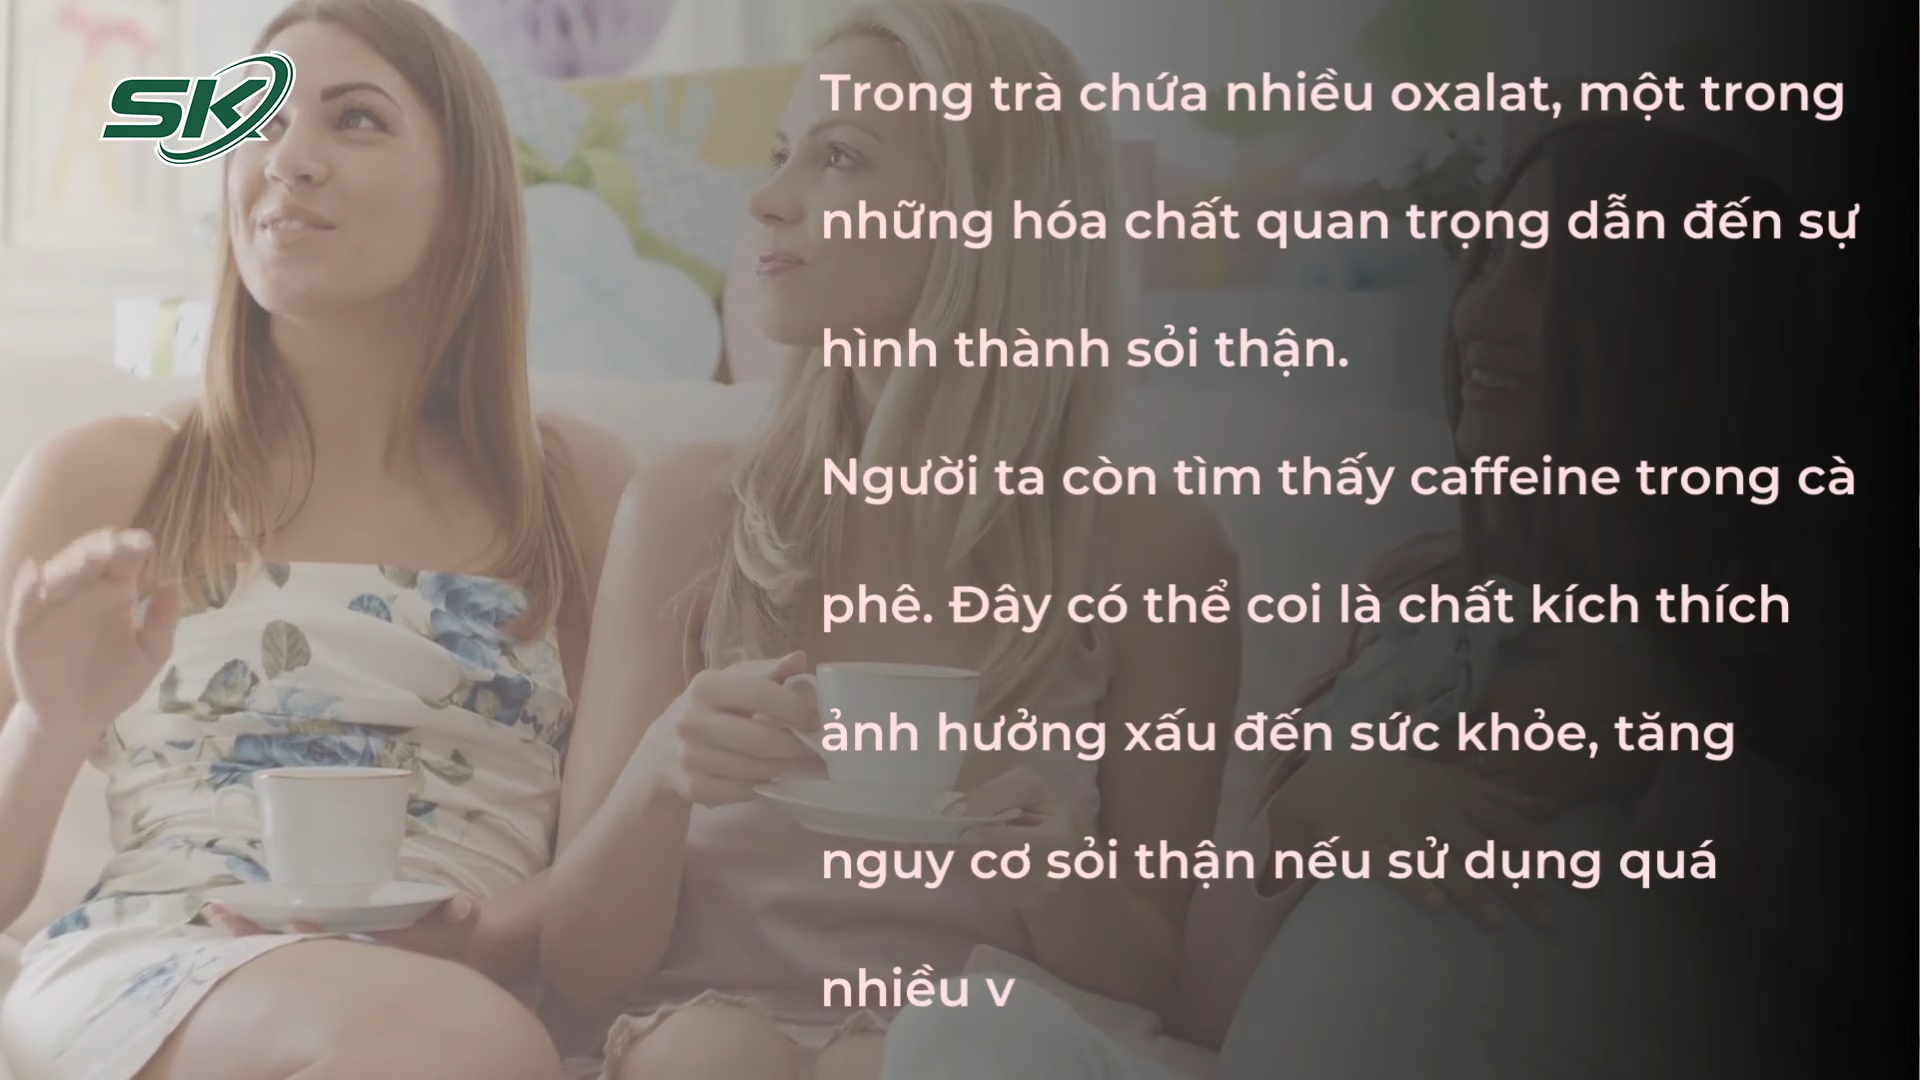 SK
Trong trà chứa nhiều oxalat, một trong
những hóa chất quan trọng dẫn đến sự
hình thành sỏi thận.
Người ta còn tìm thấy caffeine trong cà
phê. Đây có thể coi là chất kích thích
ảnh hưởng xấu đến sức khỏe, tăng
nguy cơ sỏi thận nếu sử dụng quá
nhiều v